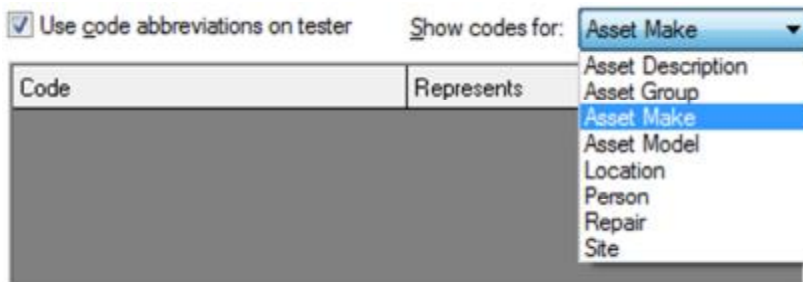 Use code abbreviations on tester Show codes for: Asset Make
Code Represents
Asset Description
Asset Group
Asset Make
Asset Model
Location
Person
Repair
Site